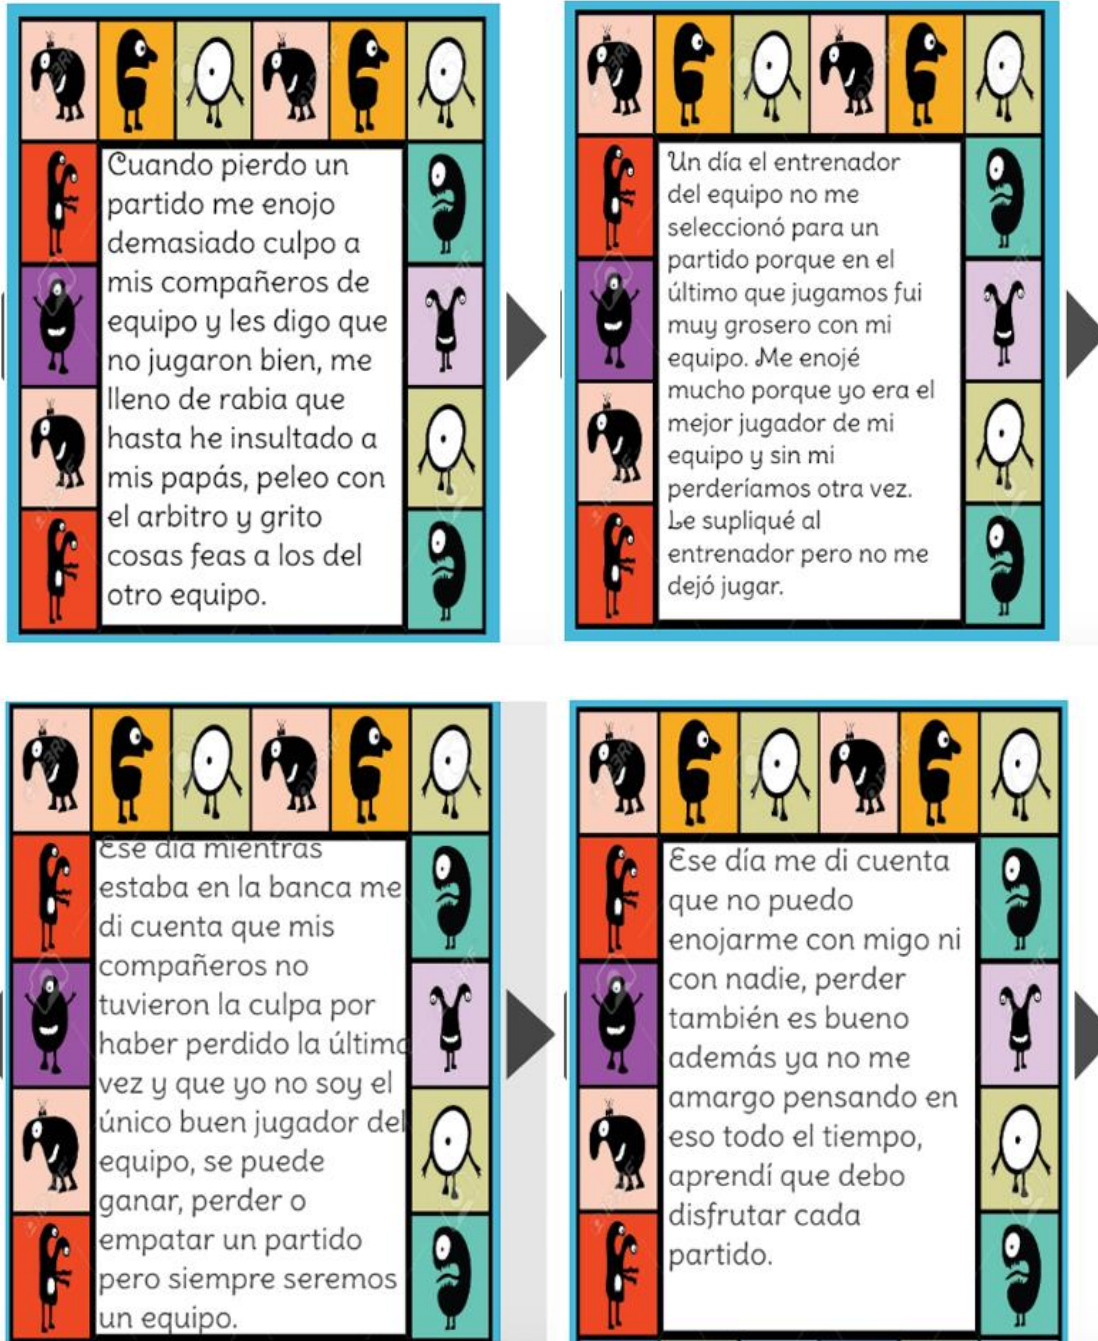 Cuando pierdo un
partido me enojo
demasiado culpo a
mis compañeros de
equipo y les digo que
no jugaron bien, me
lleno de rabia que
hasta he insultado a
mis papás, peleo con
el arbitro y grito
cosas feas a los del
otro equipo.
Un día el entrenador
del equipo no me
seleccionó para un
partido porque en el
último que jugamos fui
muy grosero con mi
equipo. Me enojé
mucho porque yo era el
mejor jugador de mi
equipo y sin mi
perderíamos otra vez.
Le supliqué al
entrenador pero no me
dejó jugar.
Ese día mientras
estaba en la banca me
di cuenta que mis
compañeros no
tuvieron la culpa por
haber perdido la última
vez y que yo no soy el
único buen jugador del
equipo, se puede
ganar, perder o
empatar un partido
pero siempre seremos
un equipo.
Ese día me di cuenta
que no puedo
enojarme con migo ni
con nadie, perder
también es bueno
además ya no me
amargo pensando en
eso todo el tiempo,
aprendí que debo
disfrutar cada
partido.